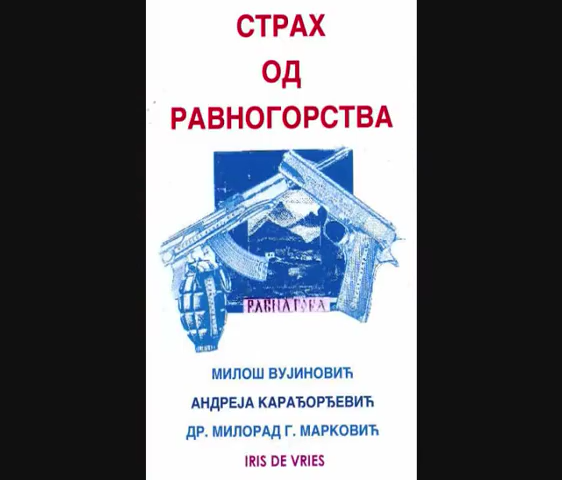 СТРАХ
ОД
РАВНОГОРСТВА
РАВНА ГОРА
МИЛОШ ВУЈИНОВИЋ
АНДРЕЈА КАРАЂОРЂЕВИЋ
ДР. МИЛОРАД Г. МАРКОВИЋ
IRIS DE VRIES